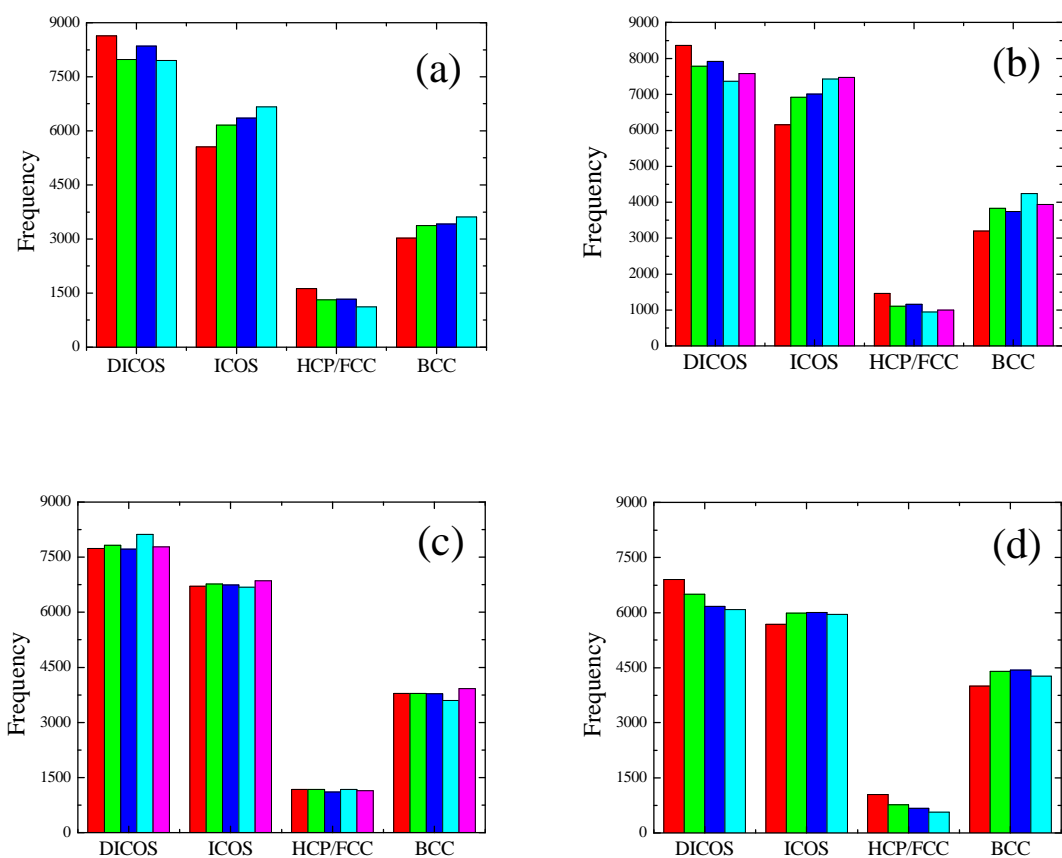 9000
7500
6000
4500
3000
1500
0
Frequency
(a)
DICOS ICOS HCP/FCC BCC
9000
8000
7000
6000
5000
4000
3000
2000
1000
0
Frequency
(b)
DICOS ICOS HCP/FCC BCC
9000
7500
6000
4500
3000
1500
0
Frequency
(c)
DICOS ICOS HCP/FCC BCC
9000
7500
6000
4500
3000
1500
0
Frequency
(d)
DICOS ICOS HCP/FCC BCC